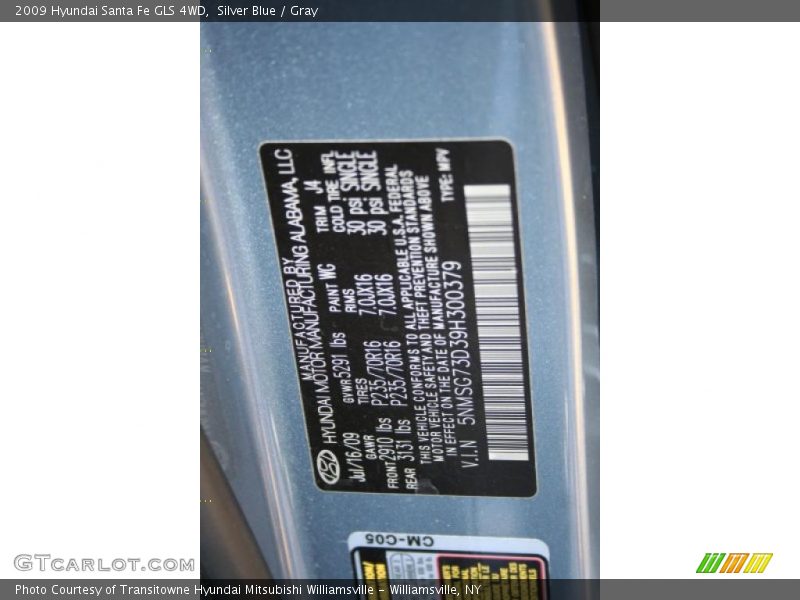 2009 Hyundai Santa Fe GLS 4WD, Silver Blue / Gray
MANUFACTURED BY
HYUNDAI MOTOR MANUFACTURING ALABAMA, LLC
Jul/16/09 GVWR 5291 lbs PAINT WC TRIM J4
GAWR TIRES RIMS COLD TIRE INFL
FRONT 2910 lbs P235/70R16 7.0JX16 30 psi SINGLE
REAR 3131 lbs P235/70R16 7.0JX16 30 psi SINGLE
THIS VEHICLE CONFORMS TO ALL APPLICABLE U.S.A. FEDERAL
MOTOR VEHICLE SAFETY AND THEFT PREVENTION STANDARDS
IN EFFECT ON THE DATE OF MANUFACTURE SHOWN ABOVE
V.I.N 5NMSG73D39H300379 TYPE: MPV
CM-C05
GTcarlot.com
Photo Courtesy of Transitowne Hyundai Mitsubishi Williamsville - Williamsville, NY